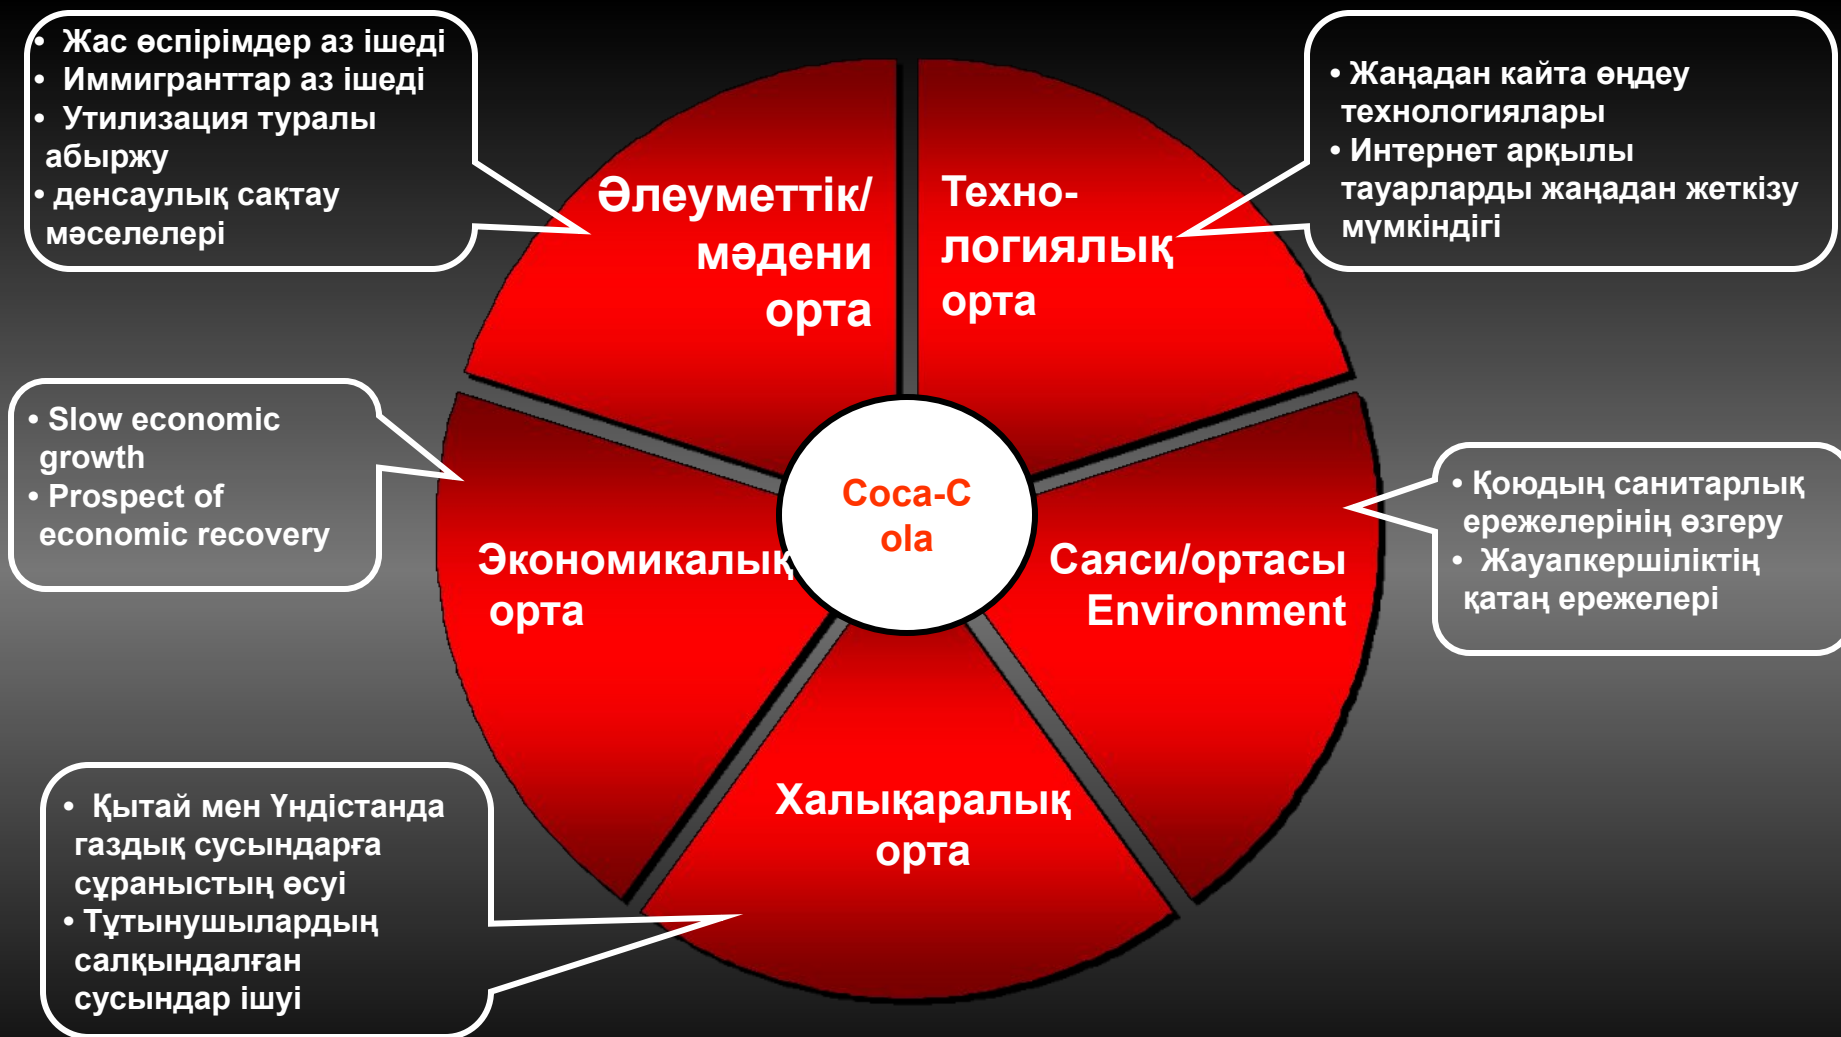 • Жас өспірімдер аз ішеді
• Иммигранттар аз ішеді
• Утилизация туралы
абыржу
• денсаулық сақтау
мәселелері
• Жаңадан кайта өңдеу
технологиялары
• Интернет арқылы
тауарларды жаңадан жеткізу
мүмкіндігі
Әлеуметтік/
мәдени
орта
Техно-
логиялық
орта
• Slow economic
growth
• Prospect of
economic recovery
Экономикалық
орта
Coca-C
ola
Саяси/ортасы
Environment
• Қоюдың санитарлық
ережелерінің өзгеру
• Жауапкершіліктің
қатаң ережелері
Халықаралық
орта
• Қытай мен Үндістанда
газдық сусындарға
сұраныстың өсуі
• Тұтынушылардың
салқындалған
сусындар ішуі